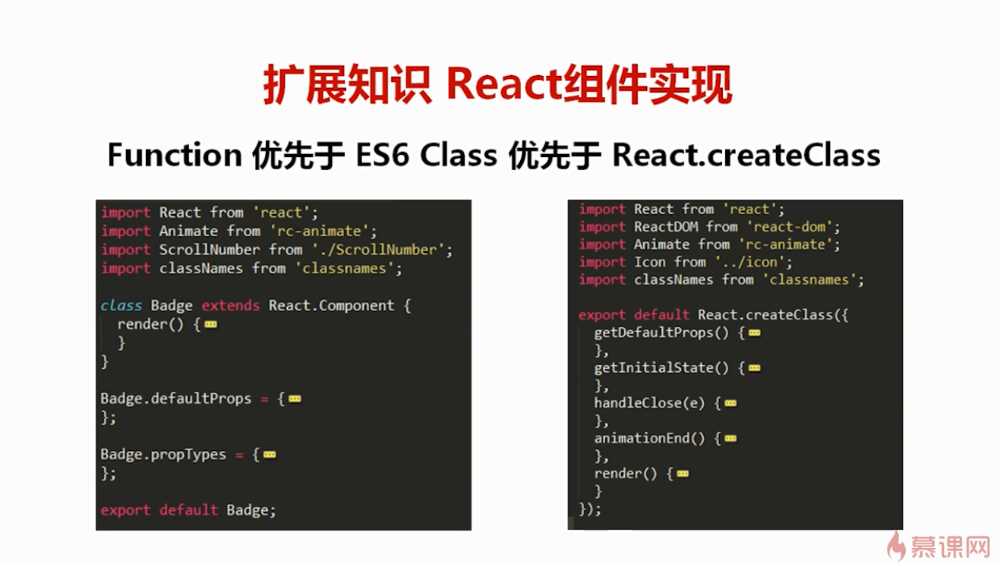 扩展知识 React组件实现
Function 优先于 ES6 Class 优先于 React.createClass
import React from 'react';
import Animate from 'rc-animate';
import ScrollNumber from './ScrollNumber';
import classNames from 'classnames';
class Badge extends React.Component {
render() {
}
}
Badge.defaultProps = {
};
Badge.propTypes = {
};
export default Badge;
import React from 'react';
import ReactDOM from 'react-dom';
import Animate from 'rc-animate';
import Icon from '../icon';
import classNames from 'classnames';
export default React.createClass({
getDefaultProps() {
},
getInitialState() {
},
handleClose(e) {
},
animationEnd() {
},
render() {
}
});
慕课网